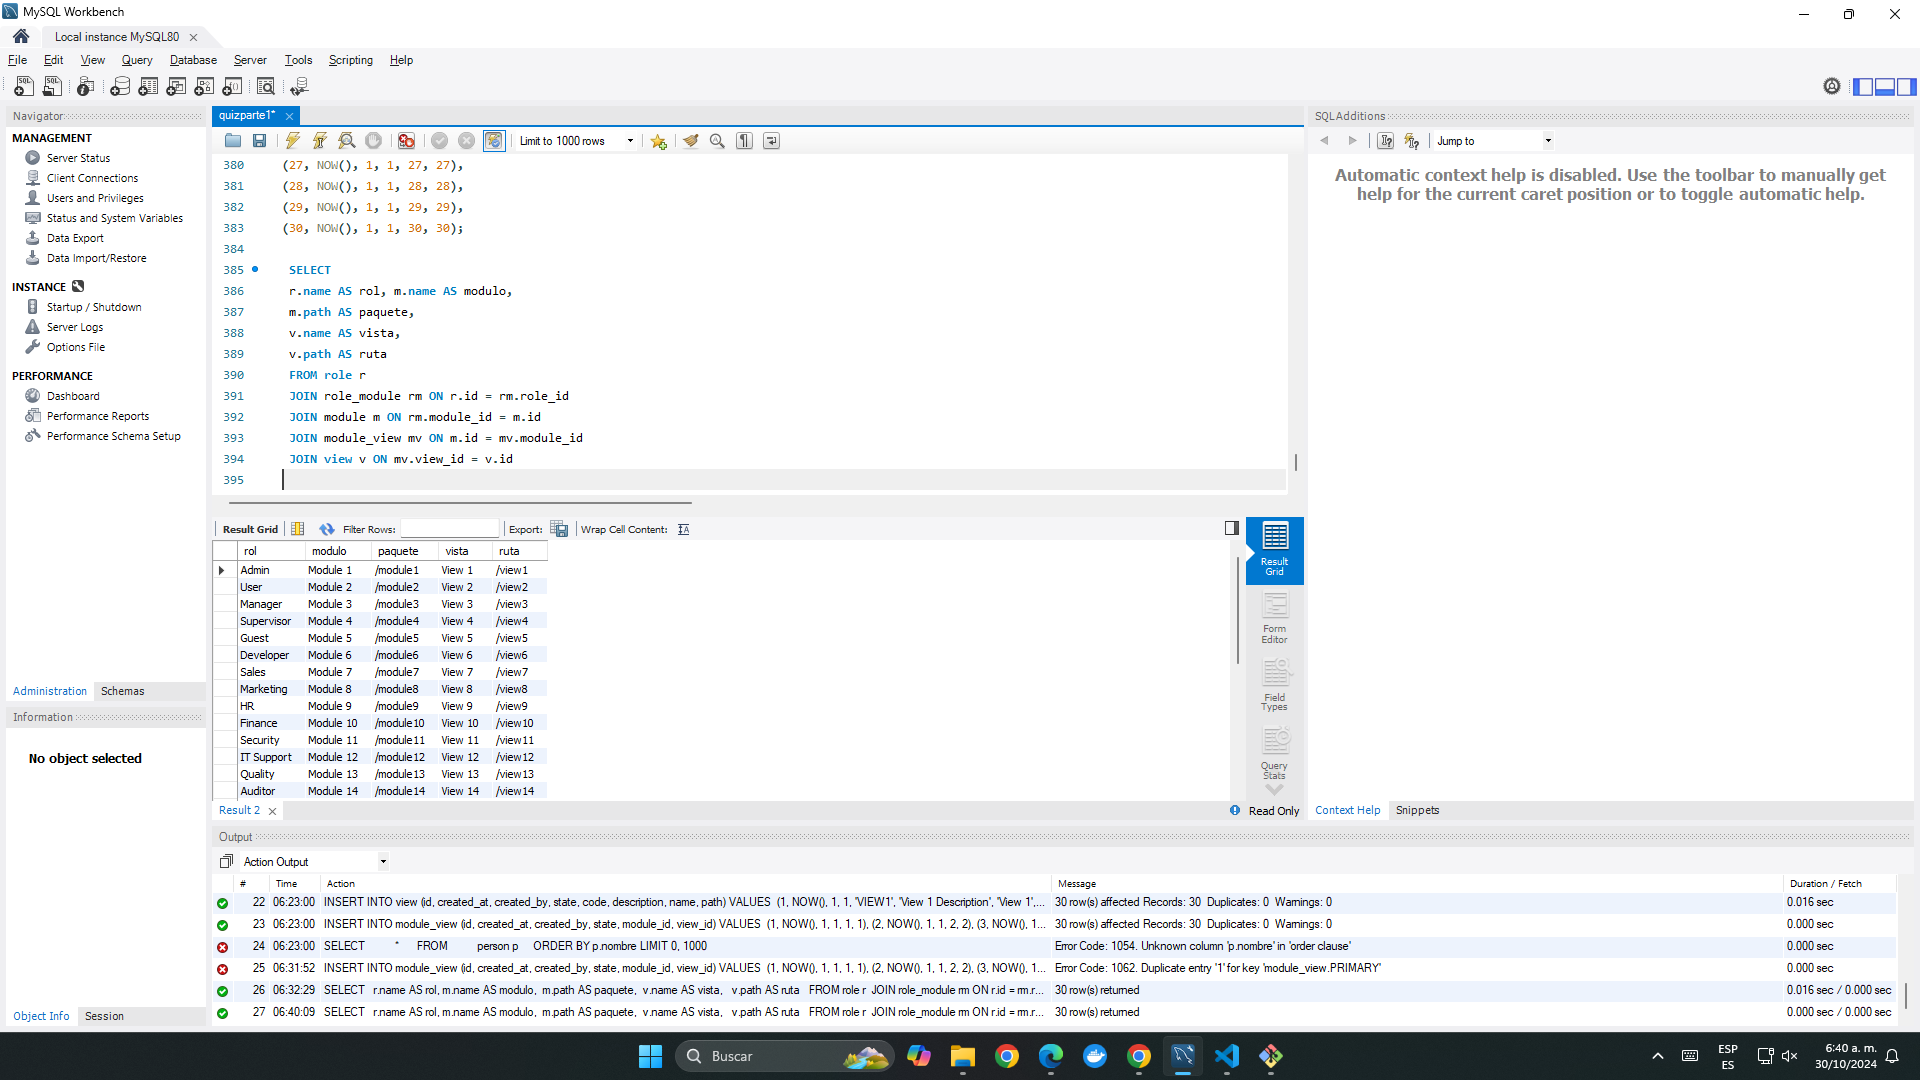 MySQL Workbench
Local instance MySQL80
File Edit View Query Database Server Tools Scripting Help
Navigator
MANAGEMENT
Server Status
Client Connections
Users and Privileges
Status and System Variables
Data Export
Data Import/Restore
INSTANCE
Startup / Shutdown
Server Logs
Options File
PERFORMANCE
Dashboard
Performance Reports
Performance Schema Setup
Administration Schemas
Information
No object selected
Object Info Session
quizparte1*
Limit to 1000 rows
380 (27, NOW(), 1, 1, 27, 27),
381 (28, NOW(), 1, 1, 28, 28),
382 (29, NOW(), 1, 1, 29, 29),
383 (30, NOW(), 1, 1, 30, 30);
384
385 SELECT
386 r.name AS rol, m.name AS modulo,
387 m.path AS paquete,
388 v.name AS vista,
389 v.path AS ruta
390 FROM role r
391 JOIN role_module rm ON r.id = rm.role_id
392 JOIN module m ON rm.module_id = m.id
393 JOIN module_view mv ON m.id = mv.module_id
394 JOIN view v ON mv.view_id = v.id
395
Result Grid Filter Rows: Export: Wrap Cell Content:
rol modulo paquete vista ruta
Admin Module 1 /module1 View 1 /view1
User Module 2 /module2 View 2 /view2
Manager Module 3 /module3 View 3 /view3
Supervisor Module 4 /module4 View 4 /view4
Guest Module 5 /module5 View 5 /view5
Developer Module 6 /module6 View 6 /view6
Sales Module 7 /module7 View 7 /view7
Marketing Module 8 /module8 View 8 /view8
HR Module 9 /module9 View 9 /view9
Finance Module 10 /module10 View 10 /view10
Security Module 11 /module11 View 11 /view11
IT Support Module 12 /module12 View 12 /view12
Quality Module 13 /module13 View 13 /view13
Auditor Module 14 /module14 View 14 /view14
Result Grid
Form Editor
Field Types
Query Stats
Result 2
Read Only
SQLAdditions
Jump to
Automatic context help is disabled. Use the toolbar to manually get
help for the current caret position or to toggle automatic help.
Context Help Snippets
Output
Action Output
# Time Action Message Duration / Fetch
22 06:23:00 INSERT INTO view (id, created_at, created_by, state, code, description, name, path) VALUES (1, NOW(), 1, 1, 'VIEW1', 'View 1 Description', 'View 1',... 30 row(s) affected Records: 30 Duplicates: 0 Warnings: 0 0.016 sec
23 06:23:00 INSERT INTO module_view (id, created_at, created_by, state, module_id, view_id) VALUES (1, NOW(), 1, 1, 1, 1), (2, NOW(), 1, 1, 2, 2), (3, NOW(), 1... 30 row(s) affected Records: 30 Duplicates: 0 Warnings: 0 0.000 sec
24 06:23:00 SELECT * FROM person p ORDER BY p.nombre LIMIT 0, 1000 Error Code: 1054. Unknown column 'p.nombre' in 'order clause' 0.000 sec
25 06:31:52 INSERT INTO module_view (id, created_at, created_by, state, module_id, view_id) VALUES (1, NOW(), 1, 1, 1, 1), (2, NOW(), 1, 1, 2, 2), (3, NOW(), 1... Error Code: 1062. Duplicate entry '1' for key 'module_view.PRIMARY' 0.000 sec
26 06:32:29 SELECT r.name AS rol, m.name AS modulo, m.path AS paquete, v.name AS vista, v.path AS ruta FROM role r JOIN role_module rm ON r.id = rm.r... 30 row(s) returned 0.016 sec / 0.000 sec
27 06:40:09 SELECT r.name AS rol, m.name AS modulo, m.path AS paquete, v.name AS vista, v.path AS ruta FROM role r JOIN role_module rm ON r.id = rm.r... 30 row(s) returned 0.000 sec / 0.000 sec
Buscar
ESP
ES
6:40 a. m.
30/10/2024